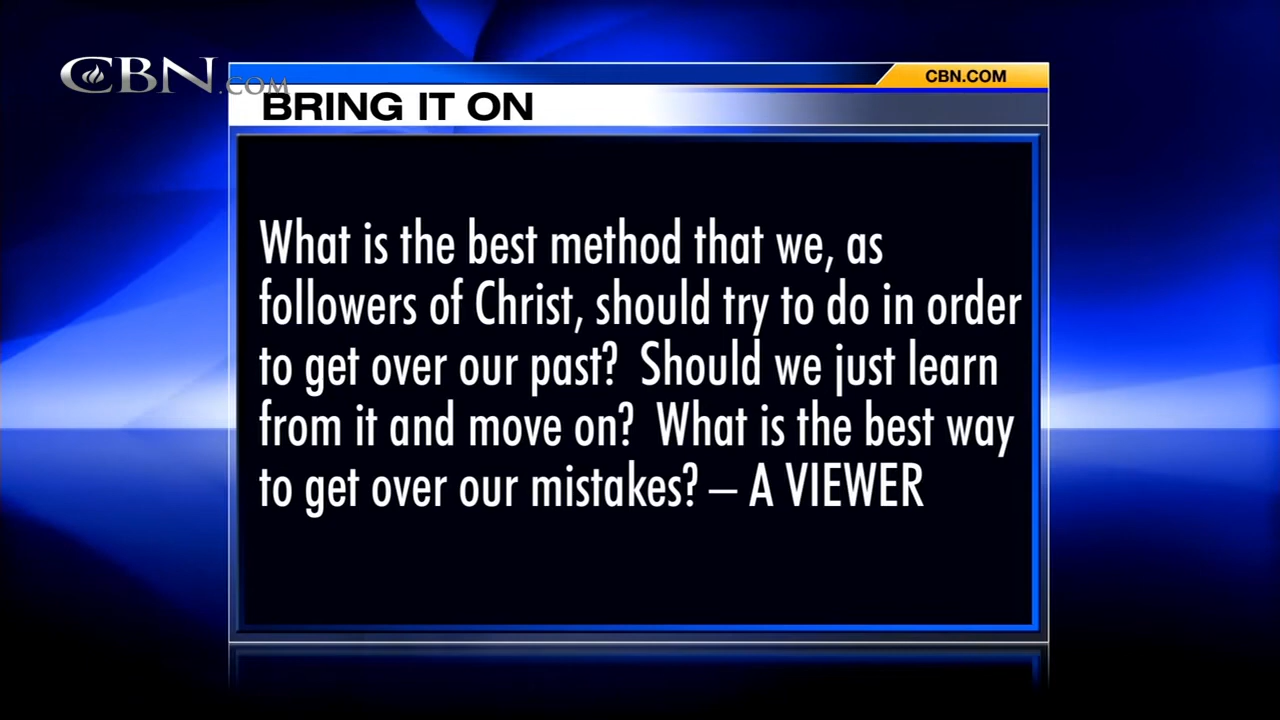 CBN.COM
CBN.COM
BRING IT ON
What is the best method that we, as
followers of Christ, should try to do in order
to get over our past?  Should we just learn
from it and move on?  What is the best way
to get over our mistakes? – A VIEWER